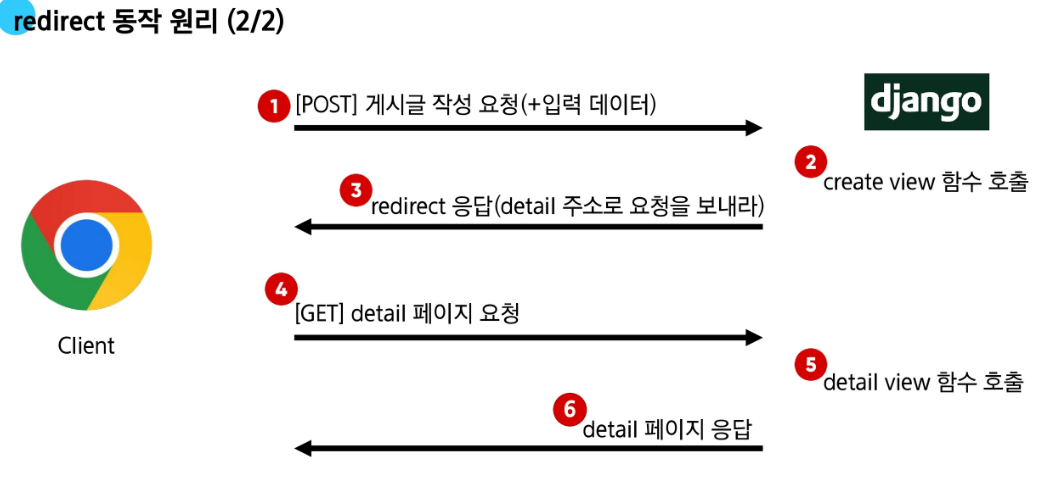 redirect 동작 원리 (2/2)
1 [POST] 게시글 작성 요청(+입력 데이터)
django
2 create view 함수 호출
3 redirect 응답(detail 주소로 요청을 보내라)
4 [GET] detail 페이지 요청
Client
5 detail view 함수 호출
6 detail 페이지 응답